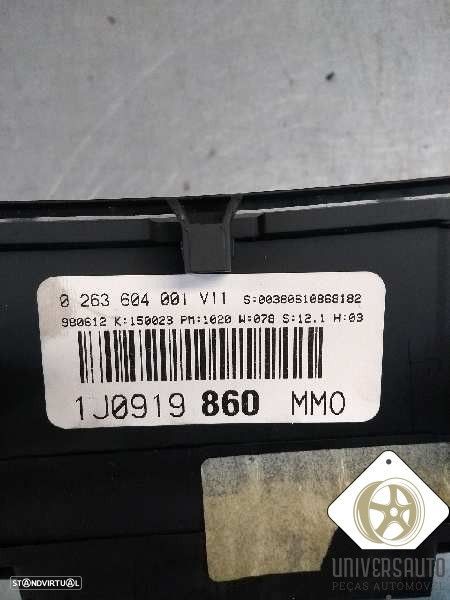 0 263 604 001 V11 S:00380610868182
980612 K:150023 PM:1020 W:078 S:12.1 H:03
1J0919 860 MMO
UNIVERSAUTO
PEÇAS AUTOMÓVEL
STANDVIRTUAL